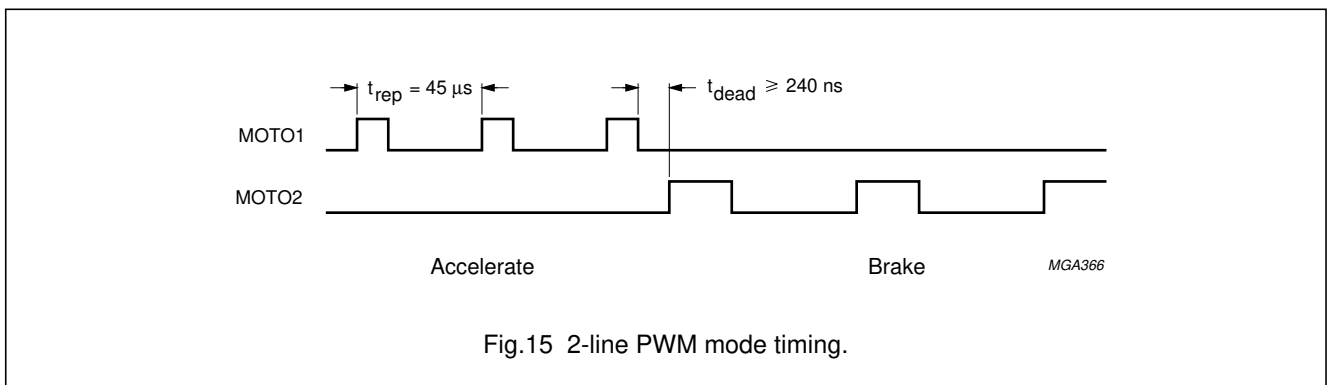 t_rep = 45 µs
t_dead ⩾ 240 ns
MOTO1
MOTO2
Accelerate
Brake
MGA366
Fig.15 2-line PWM mode timing.